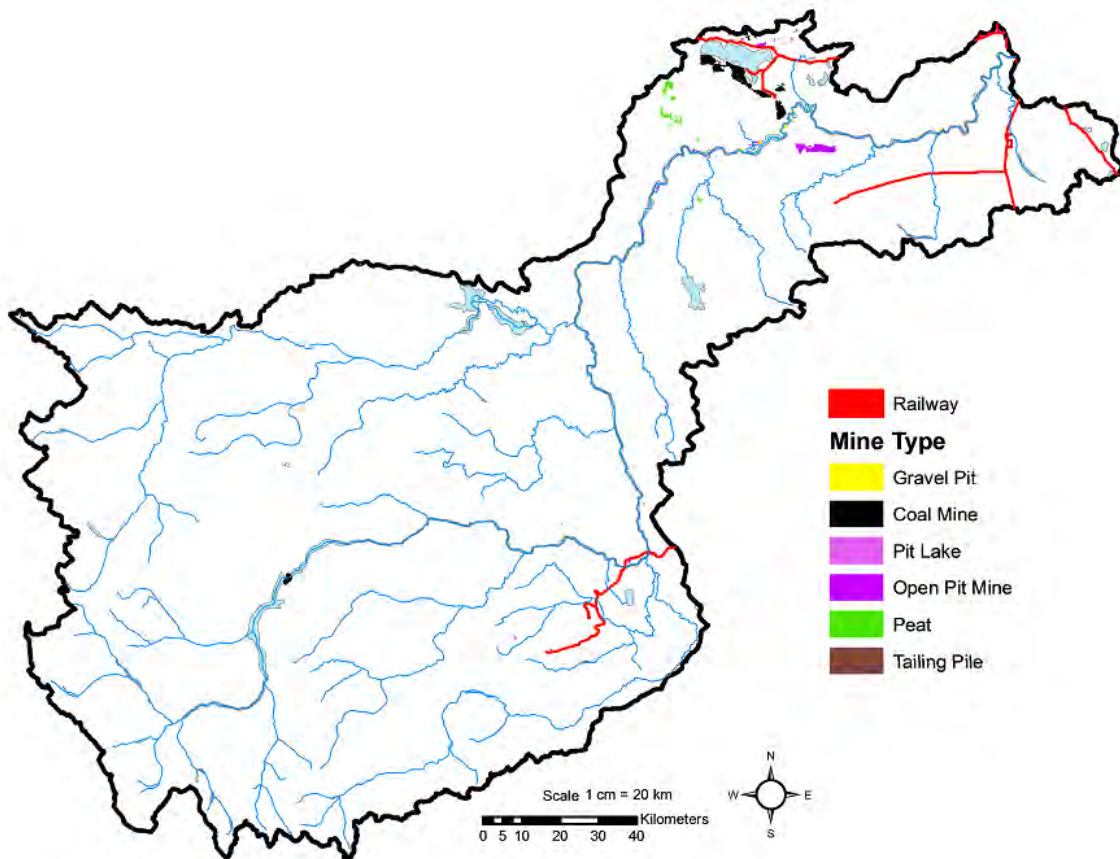 Railway
Mine Type
Gravel Pit
Coal Mine
Pit Lake
Open Pit Mine
Peat
Tailing Pile
N
W E
S
Scale 1 cm = 20 km
Kilometers
0 5 10 20 30 40